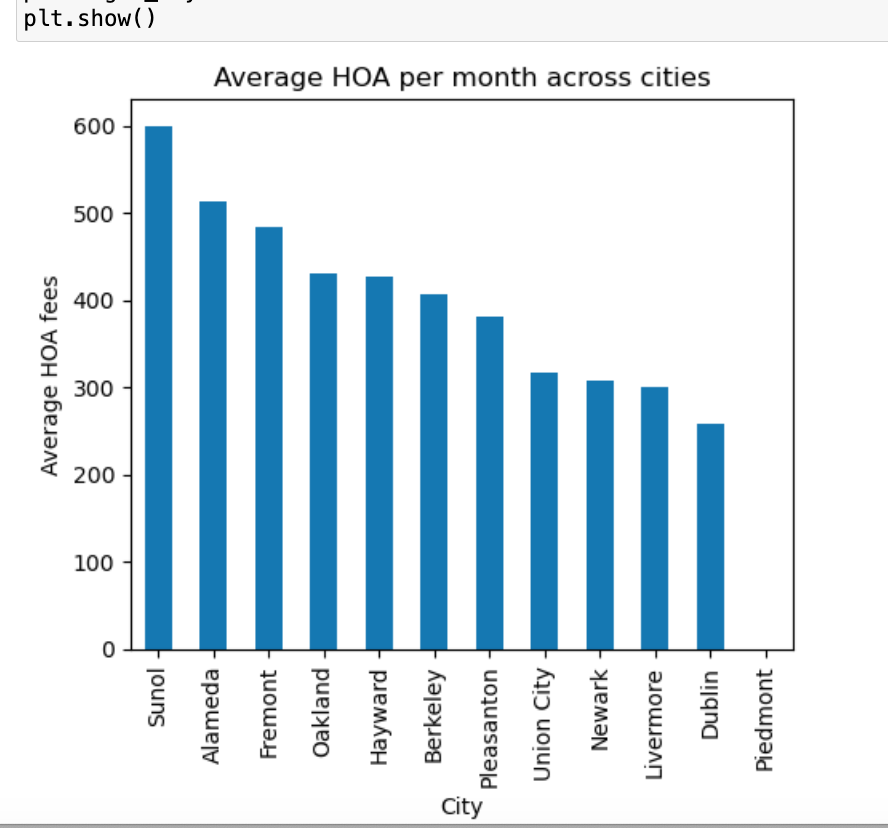 plt.show()
Average HOA per month across cities
Average HOA fees
600
500
400
300
200
100
0
Sunol
Alameda
Fremont
Oakland
Hayward
Berkeley
Pleasanton
Union City
Newark
Livermore
Dublin
Piedmont
City